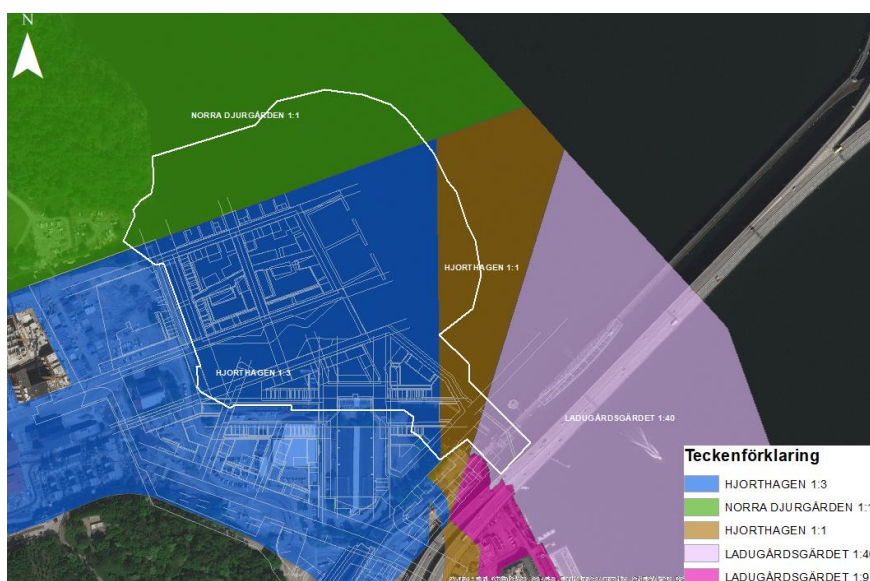 N
NORRA DJURGÅRDEN 1:1
HJORTHAGEN 1:1
HJORTHAGEN 1:3
LADUGÅRDSGÄRDET 1:40
Teckenförklaring
HJORTHAGEN 1:3
NORRA DJURGÅRDEN 1:1
HJORTHAGEN 1:1
LADUGÅRDSGÄRDET 1:40
LADUGÅRDSGÄRDET 1:9